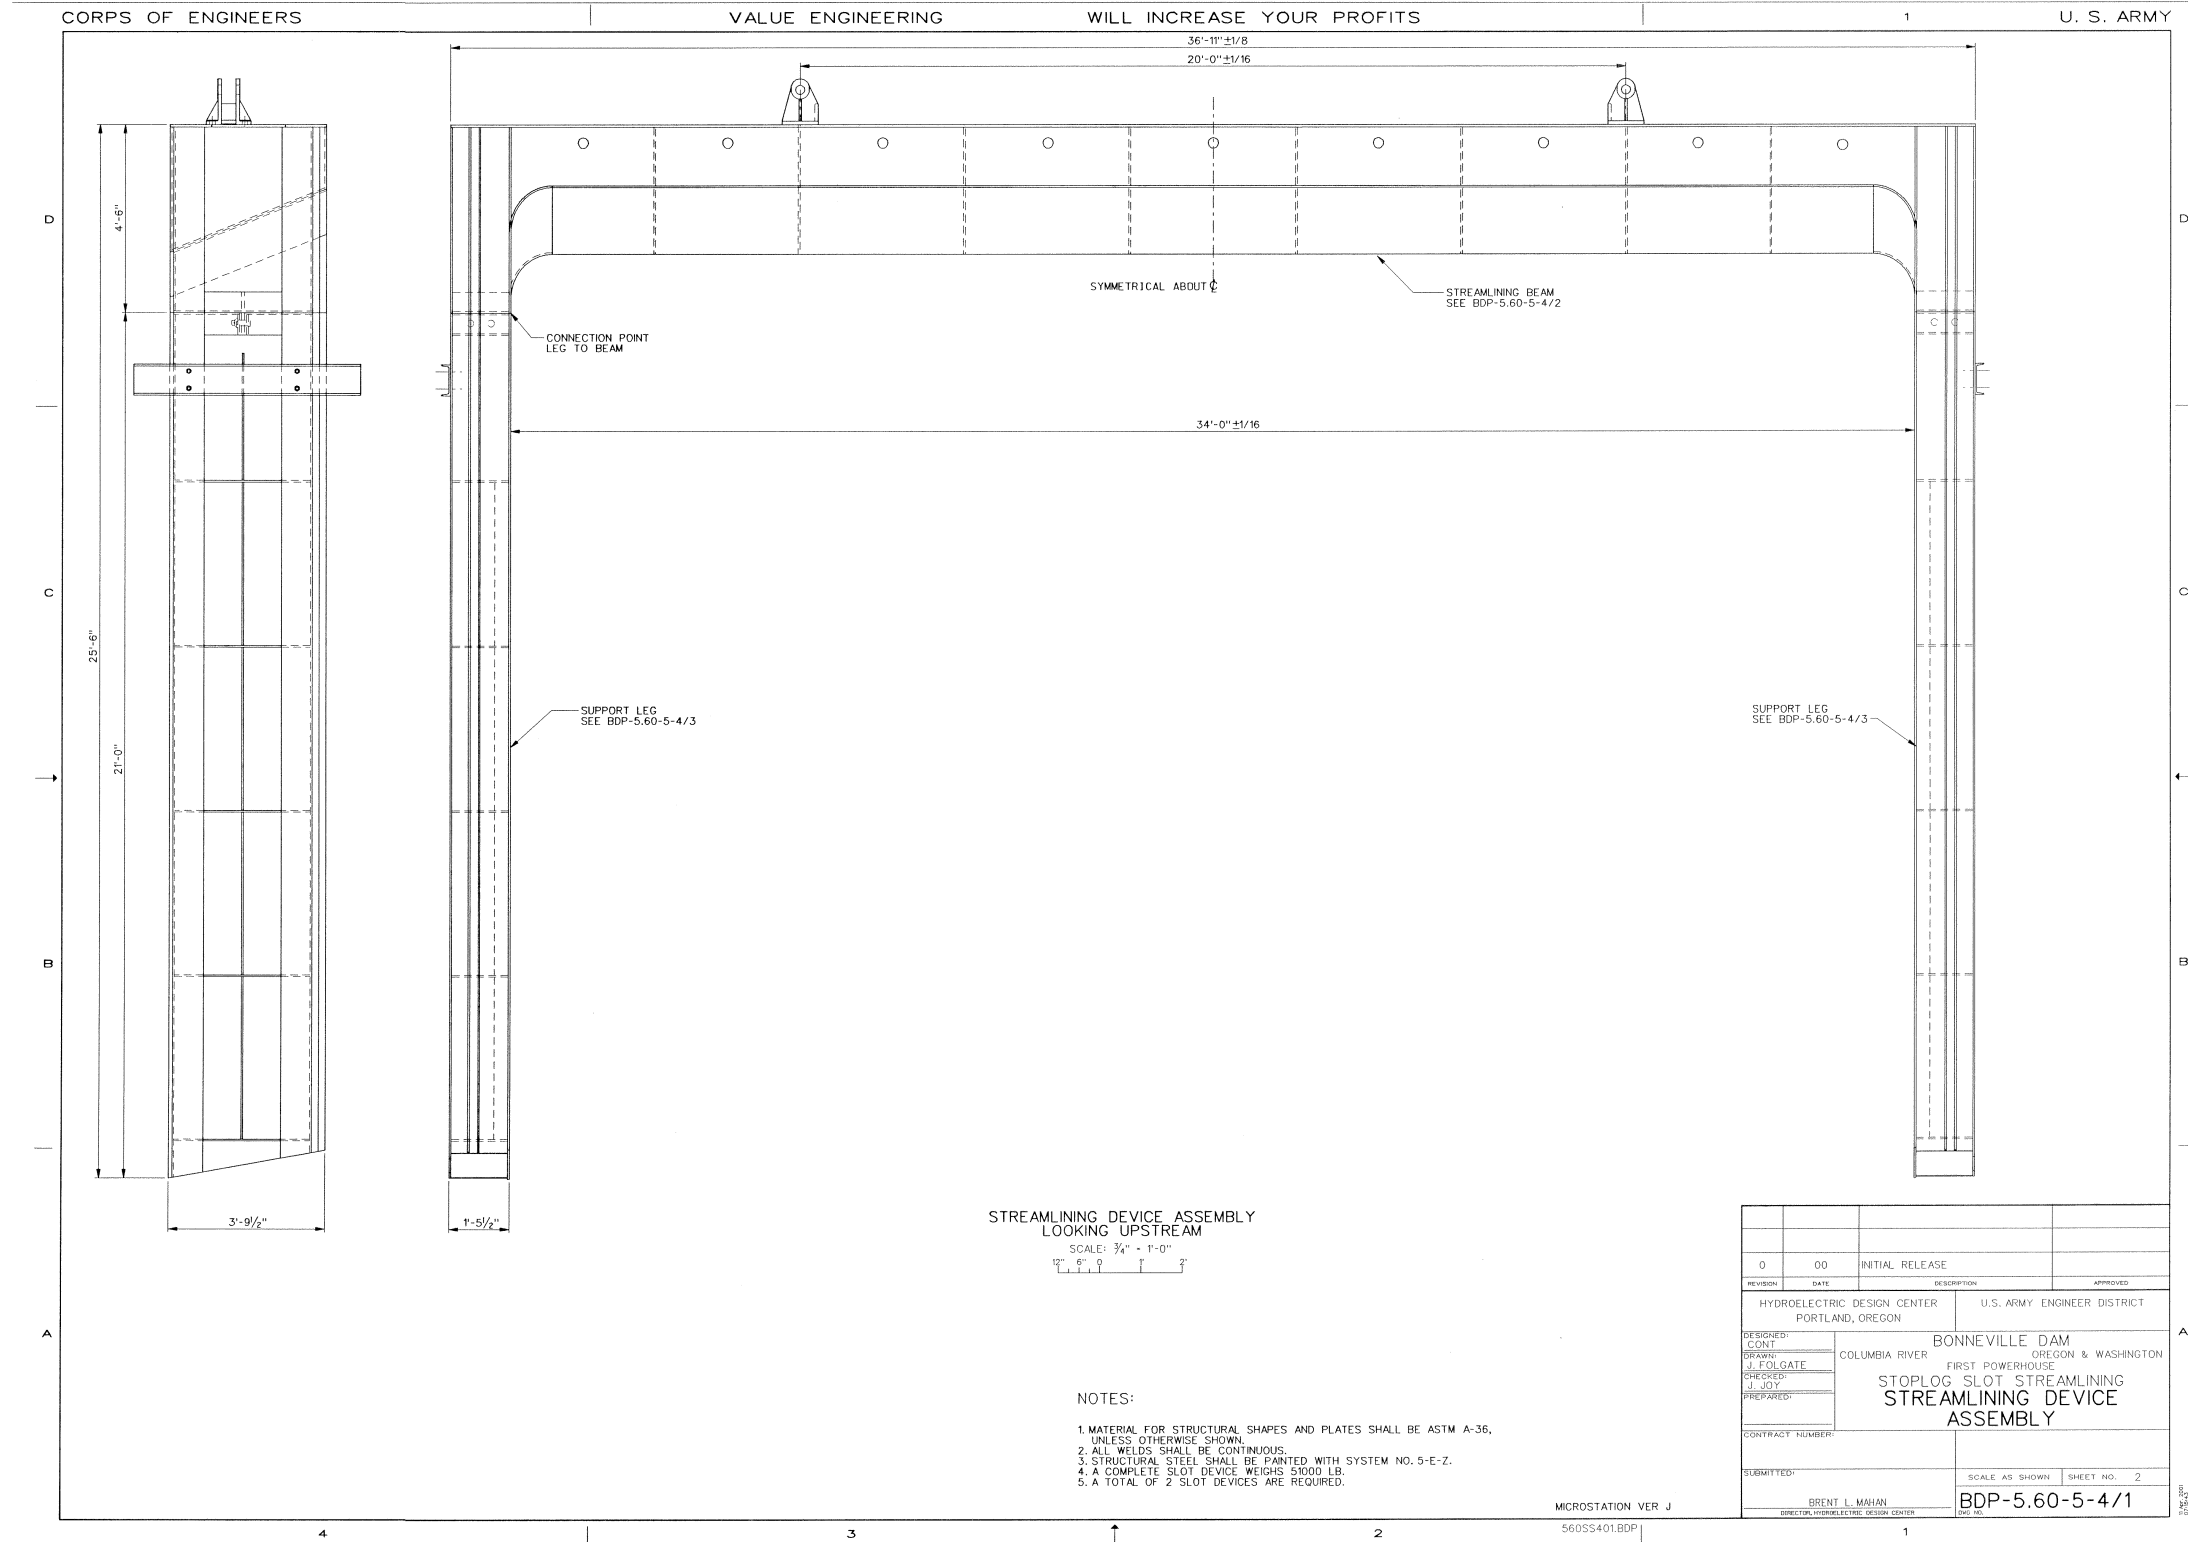 CORPS OF ENGINEERS
VALUE ENGINEERING
WILL INCREASE YOUR PROFITS
1
U. S. ARMY
36'-11"±1/8
20'-0"±1/16
D
D
4'-6"
SYMMETRICAL ABOUT ℄
STREAMLINING BEAM
SEE BDP-5.60-5-4/2
CONNECTION POINT
LEG TO BEAM
34'-0"±1/16
C
C
25'-6"
21'-0"
SUPPORT LEG
SEE BDP-5.60-5-4/3
SUPPORT LEG
SEE BDP-5.60-5-4/3
B
B
3'-9½"
1'-5½"
STREAMLINING DEVICE ASSEMBLY
LOOKING UPSTREAM
SCALE: ¾" = 1'-0"
12" 6" 0 1' 2'
0 00 INITIAL RELEASE
REVISION DATE DESCRIPTION APPROVED
HYDROELECTRIC DESIGN CENTER
PORTLAND, OREGON
U.S. ARMY ENGINEER DISTRICT
A
A
DESIGNED:
CONT
DRAWN:
J. FOLGATE
CHECKED:
J. JOY
PREPARED:
BONNEVILLE DAM
COLUMBIA RIVER OREGON & WASHINGTON
FIRST POWERHOUSE
STOPLOG SLOT STREAMLINING
STREAMLINING DEVICE
ASSEMBLY
NOTES:
1. MATERIAL FOR STRUCTURAL SHAPES AND PLATES SHALL BE ASTM A-36,
UNLESS OTHERWISE SHOWN.
2. ALL WELDS SHALL BE CONTINUOUS.
3. STRUCTURAL STEEL SHALL BE PAINTED WITH SYSTEM NO. 5-E-Z.
4. A COMPLETE SLOT DEVICE WEIGHS 51000 LB.
5. A TOTAL OF 2 SLOT DEVICES ARE REQUIRED.
CONTRACT NUMBER:
SUBMITTED:
SCALE AS SHOWN SHEET NO. 2
BRENT L. MAHAN
DIRECTOR, HYDROELECTRIC DESIGN CENTER
BDP-5.60-5-4/1
DWG NO.
MICROSTATION VER J
560SS401.BDP
4
3
2
1